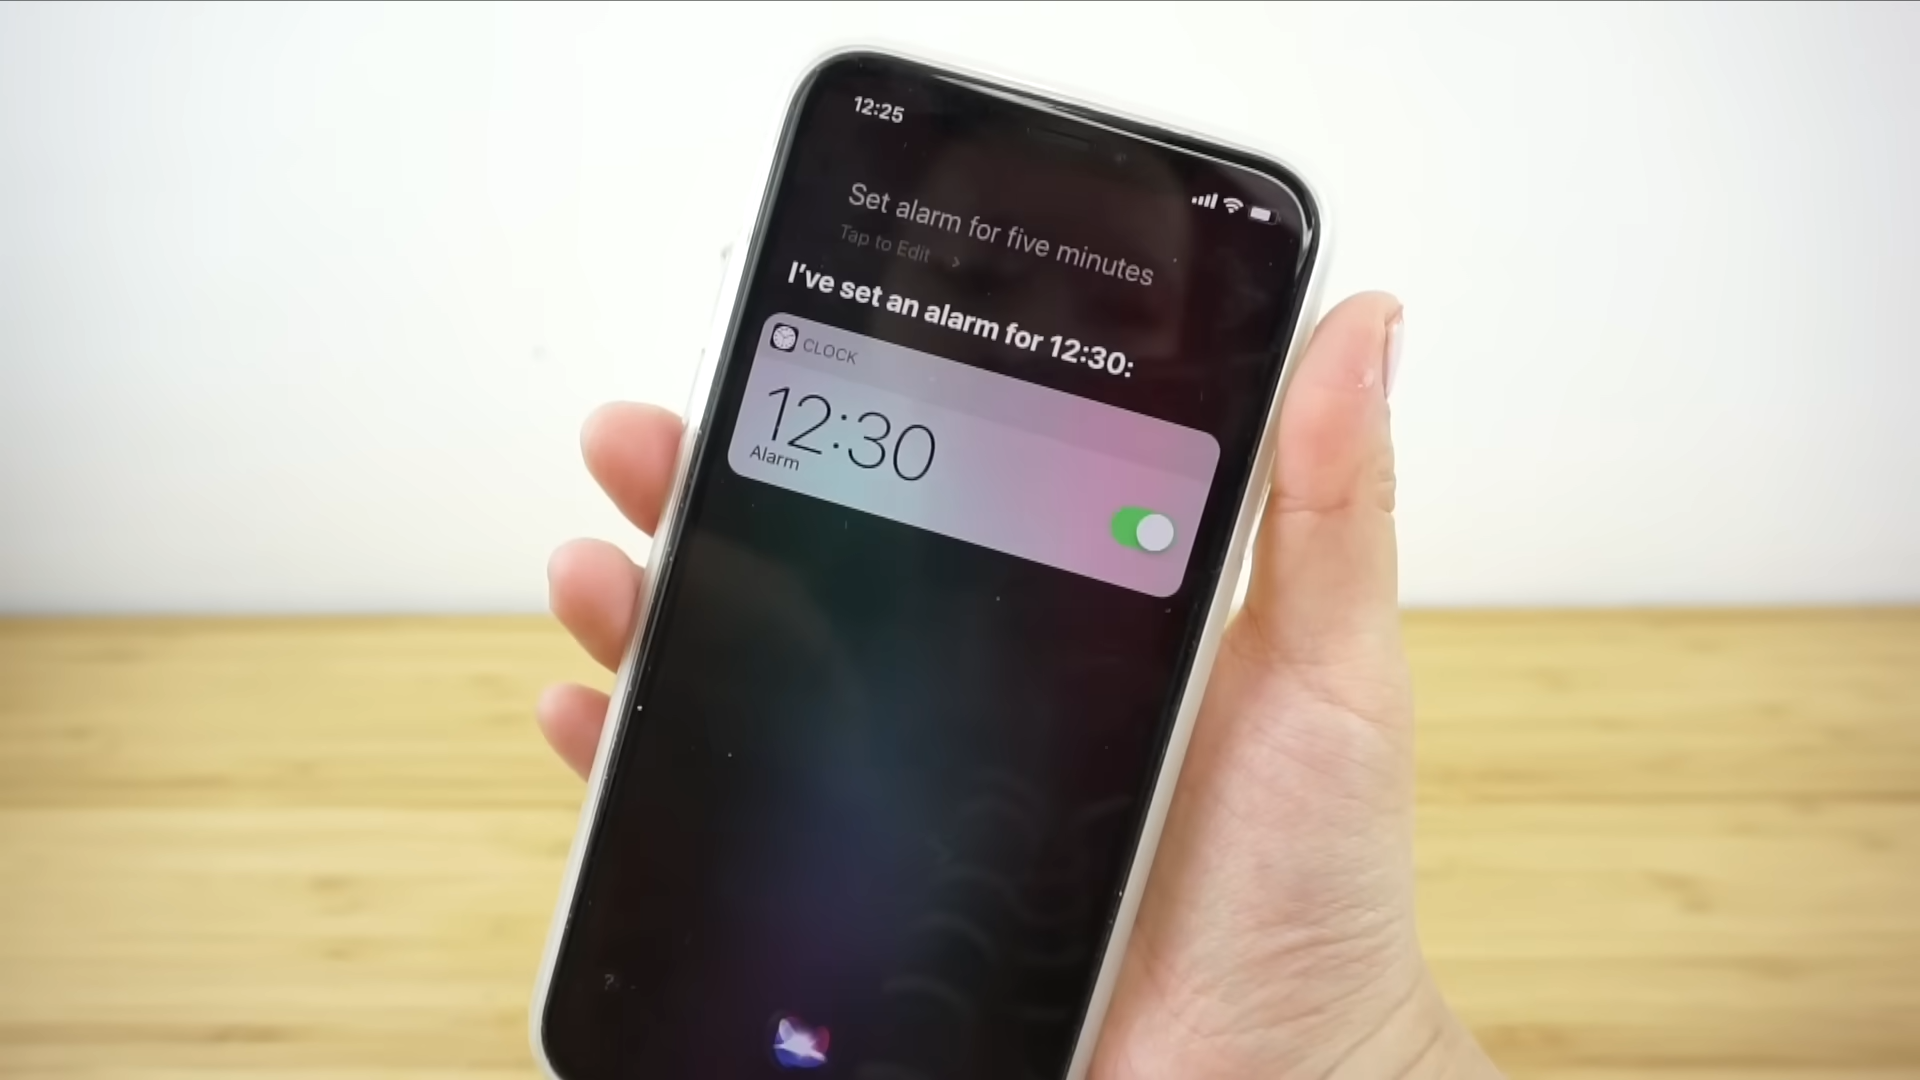 12:25
Set alarm for five minutes
Tap to Edit >
I've set an alarm for 12:30:
CLOCK
12:30
Alarm
?